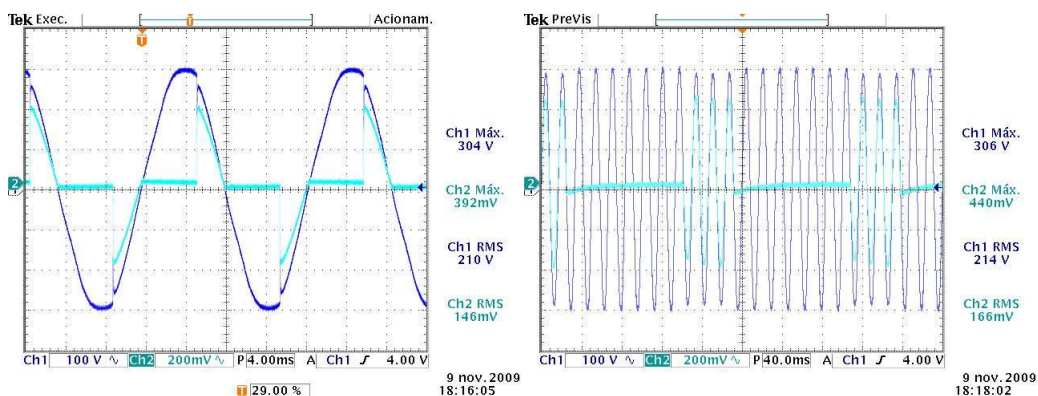 Tek Exec.
Acionam.
T
T
2
Ch1 Máx.
304 V
Ch2 Máx.
392mV
Ch1 RMS
210 V
Ch2 RMS
146mV
Ch1 100 V ∿ Ch2 200mV ∿ P 4.00ms A Ch1 ʃ 4.00 V
T 29.00 %
9 nov. 2009
18:16:05
Tek PreVis
2
Ch1 Máx.
306 V
Ch2 Máx.
440mV
Ch1 RMS
214 V
Ch2 RMS
166mV
Ch1 100 V ∿ Ch2 200mV ∿ P 40.0ms A Ch1 ʃ 4.00 V
9 nov. 2009
18:18:02